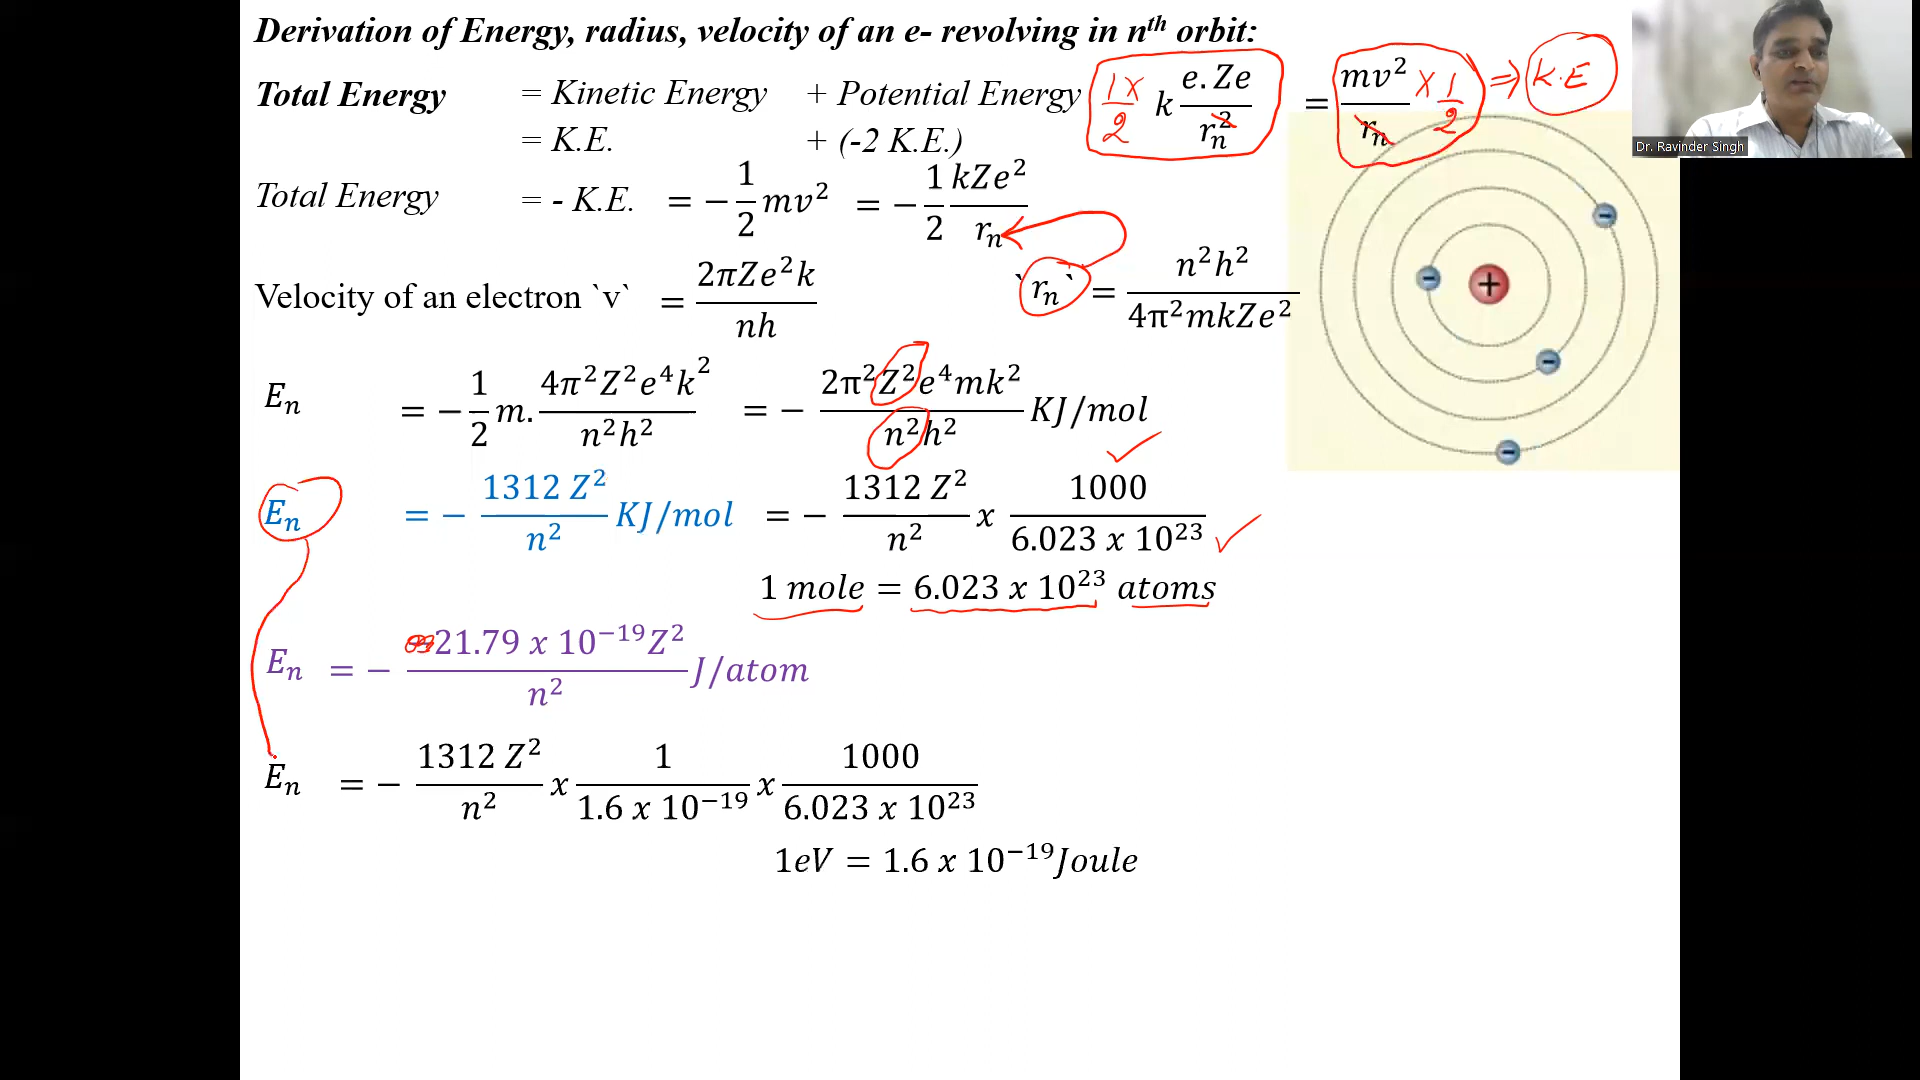 Derivation of Energy, radius, velocity of an e- revolving in nᵗʰ orbit:
Total Energy = Kinetic Energy + Potential Energy 1/2 x k e.Ze/rₙ² = mv²/rₙ x 1/2 ⇒ K.E
= K.E. + (-2 K.E.)
Total Energy = - K.E. = − 1/2 mv² = − 1/2 kZe²/rₙ
Velocity of an electron `v` = 2πZe²k/nh `rₙ` = n²h²/4π²mkZe²
Eₙ = − 1/2 m. 4π²Z²e⁴k²/n²h² = − 2π²Z²e⁴mk²/n²h² KJ/mol
Eₙ = − 1312 Z²/n² KJ/mol = − 1312 Z²/n² x 1000/6.023 x 10²³
1 mole = 6.023 x 10²³ atoms
Eₙ = − 21.79 x 10⁻¹⁹Z²/n² J/atom
Eₙ = − 1312 Z²/n² x 1/1.6 x 10⁻¹⁹ x 1000/6.023 x 10²³
1eV = 1.6 x 10⁻¹⁹Joule
Dr. Ravinder Singh